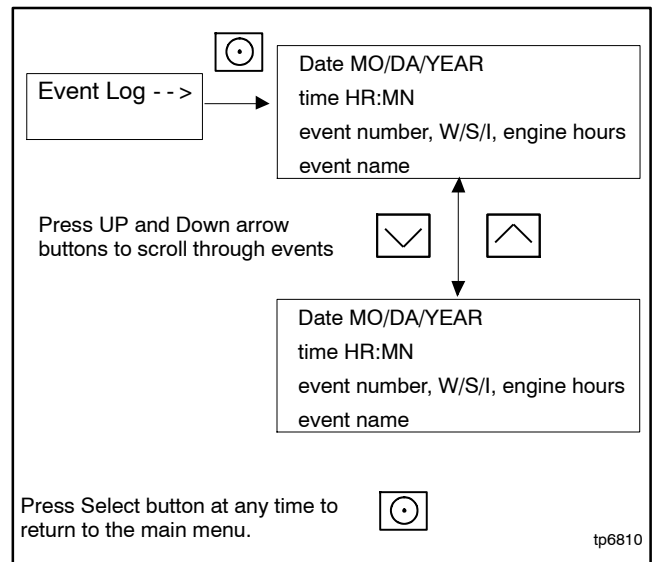 Event Log - - >
Date MO/DA/YEAR
time HR:MN
event number, W/S/I, engine hours
event name
Press UP and Down arrow
buttons to scroll through events
Date MO/DA/YEAR
time HR:MN
event number, W/S/I, engine hours
event name
Press Select button at any time to
return to the main menu.
tp6810